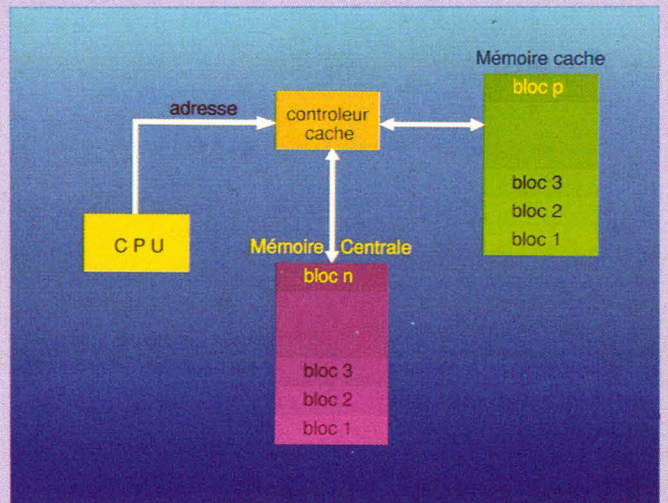 Mémoire cache
bloc p
adresse
controleur
cache
bloc 3
bloc 2
bloc 1
C P U
Mémoire Centrale
bloc n
bloc 3
bloc 2
bloc 1